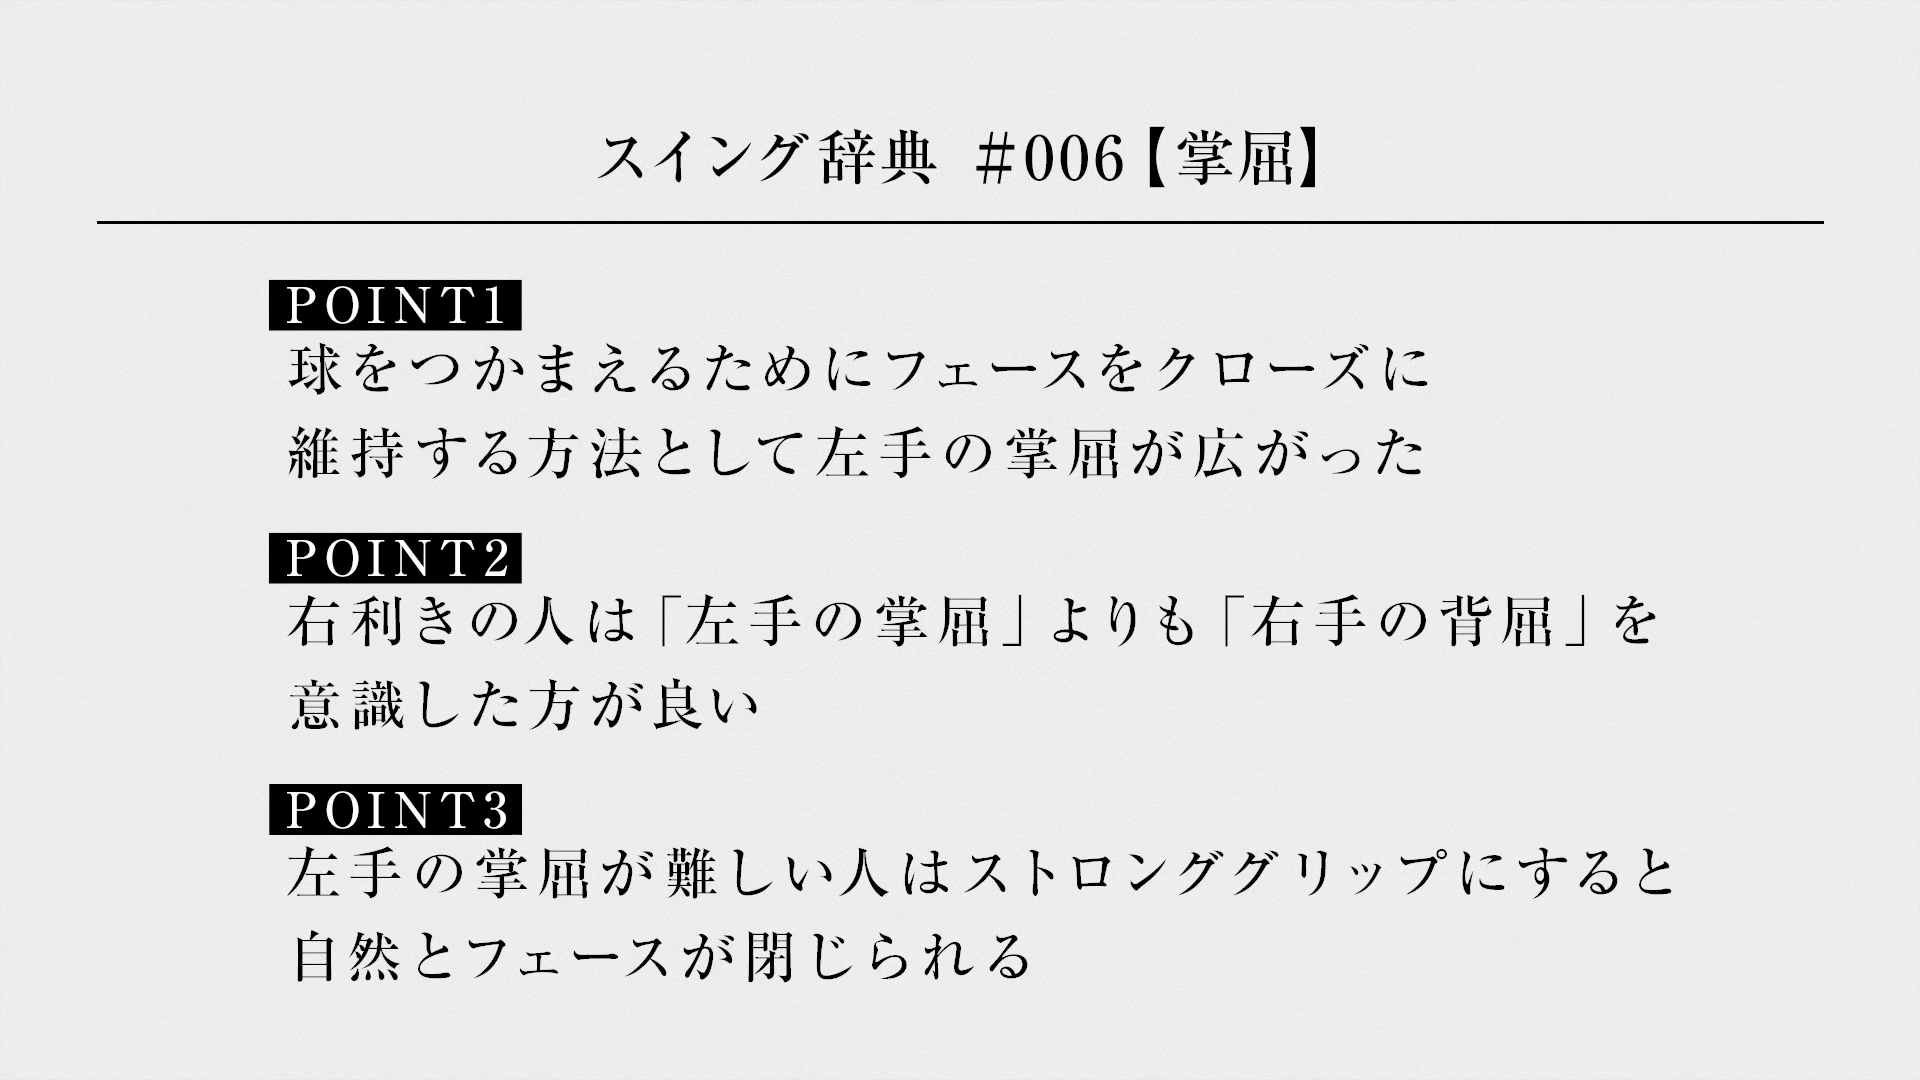 スイング辞典 #006【掌屈】
POINT1
球をつかまえるためにフェースをクローズに
維持する方法として左手の掌屈が広がった
POINT2
右利きの人は「左手の掌屈」よりも「右手の背屈」を
意識した方が良い
POINT3
左手の掌屈が難しい人はストロンググリップにすると
自然とフェースが閉じられる